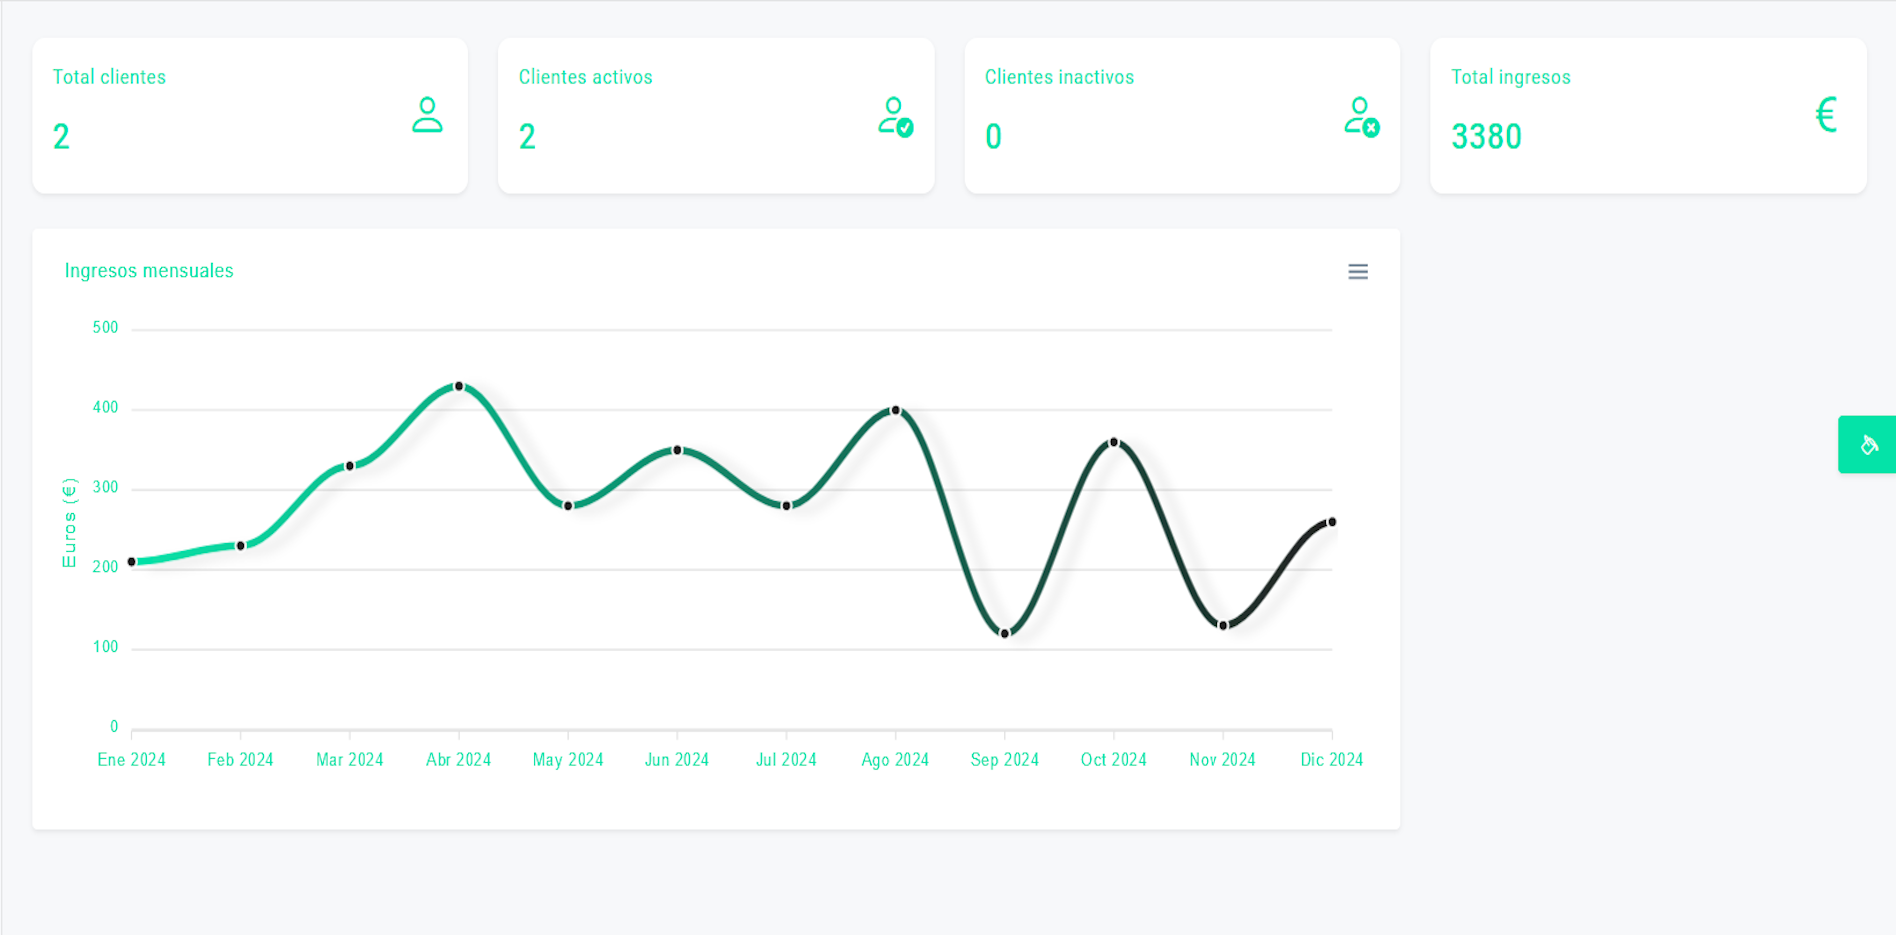 Total clientes
2
Clientes activos
2
Clientes inactivos
0
Total ingresos
3380
€
Ingresos mensuales
Euros (€)
500
400
300
200
100
0
Ene 2024
Feb 2024
Mar 2024
Abr 2024
May 2024
Jun 2024
Jul 2024
Ago 2024
Sep 2024
Oct 2024
Nov 2024
Dic 2024